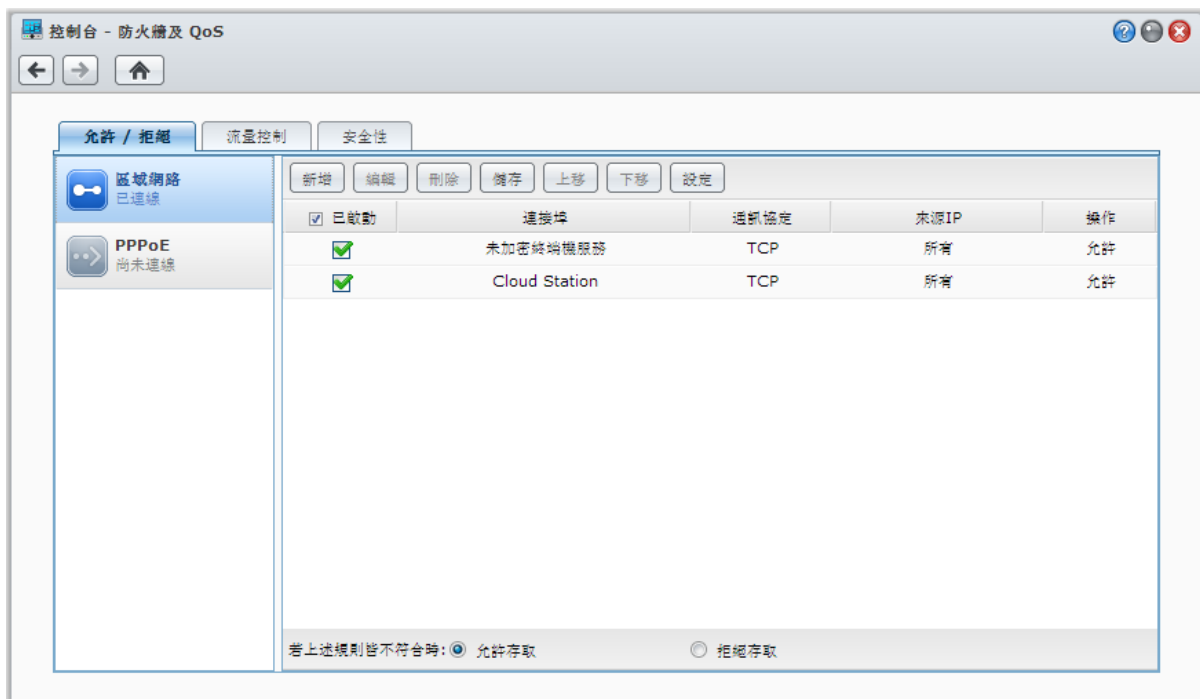 控制台 - 防火牆及 QoS
允許 / 拒絕 流量控制 安全性
區域網路
已連線
PPPoE
尚未連線
新增 編輯 刪除 儲存 上移 下移 設定
已啟動 連接埠 通訊協定 來源IP 操作
未加密終端機服務 TCP 所有 允許
Cloud Station TCP 所有 允許
若上述規則皆不符合時: 允許存取 拒絕存取